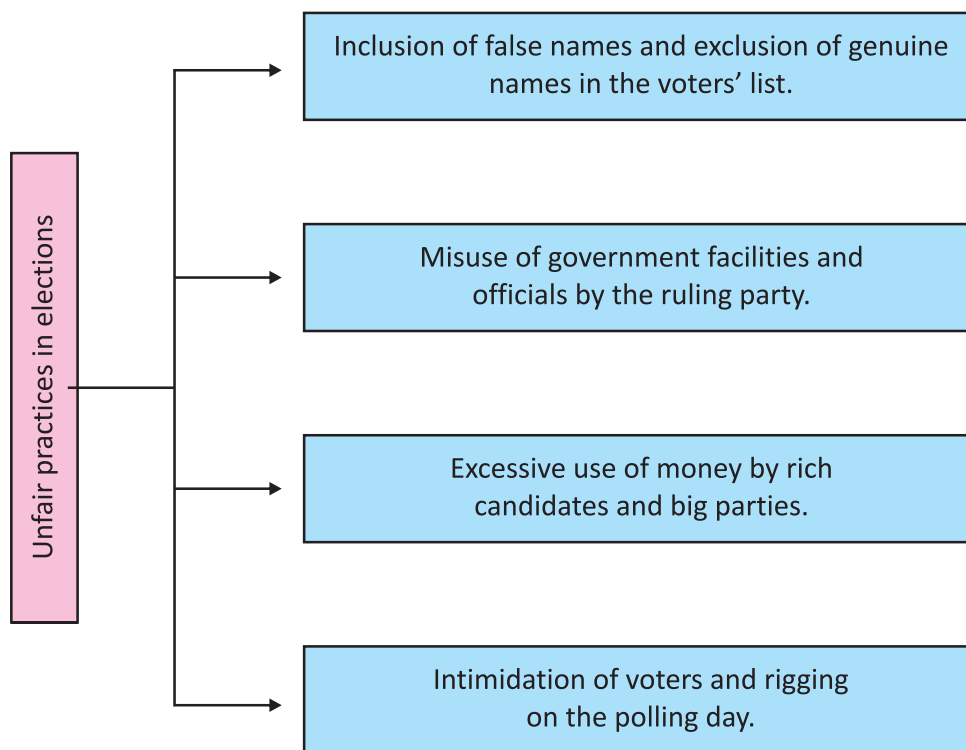 Unfair practices in elections
Inclusion of false names and exclusion of genuine
names in the voters’ list.
Misuse of government facilities and
officials by the ruling party.
Excessive use of money by rich
candidates and big parties.
Intimidation of voters and rigging
on the polling day.